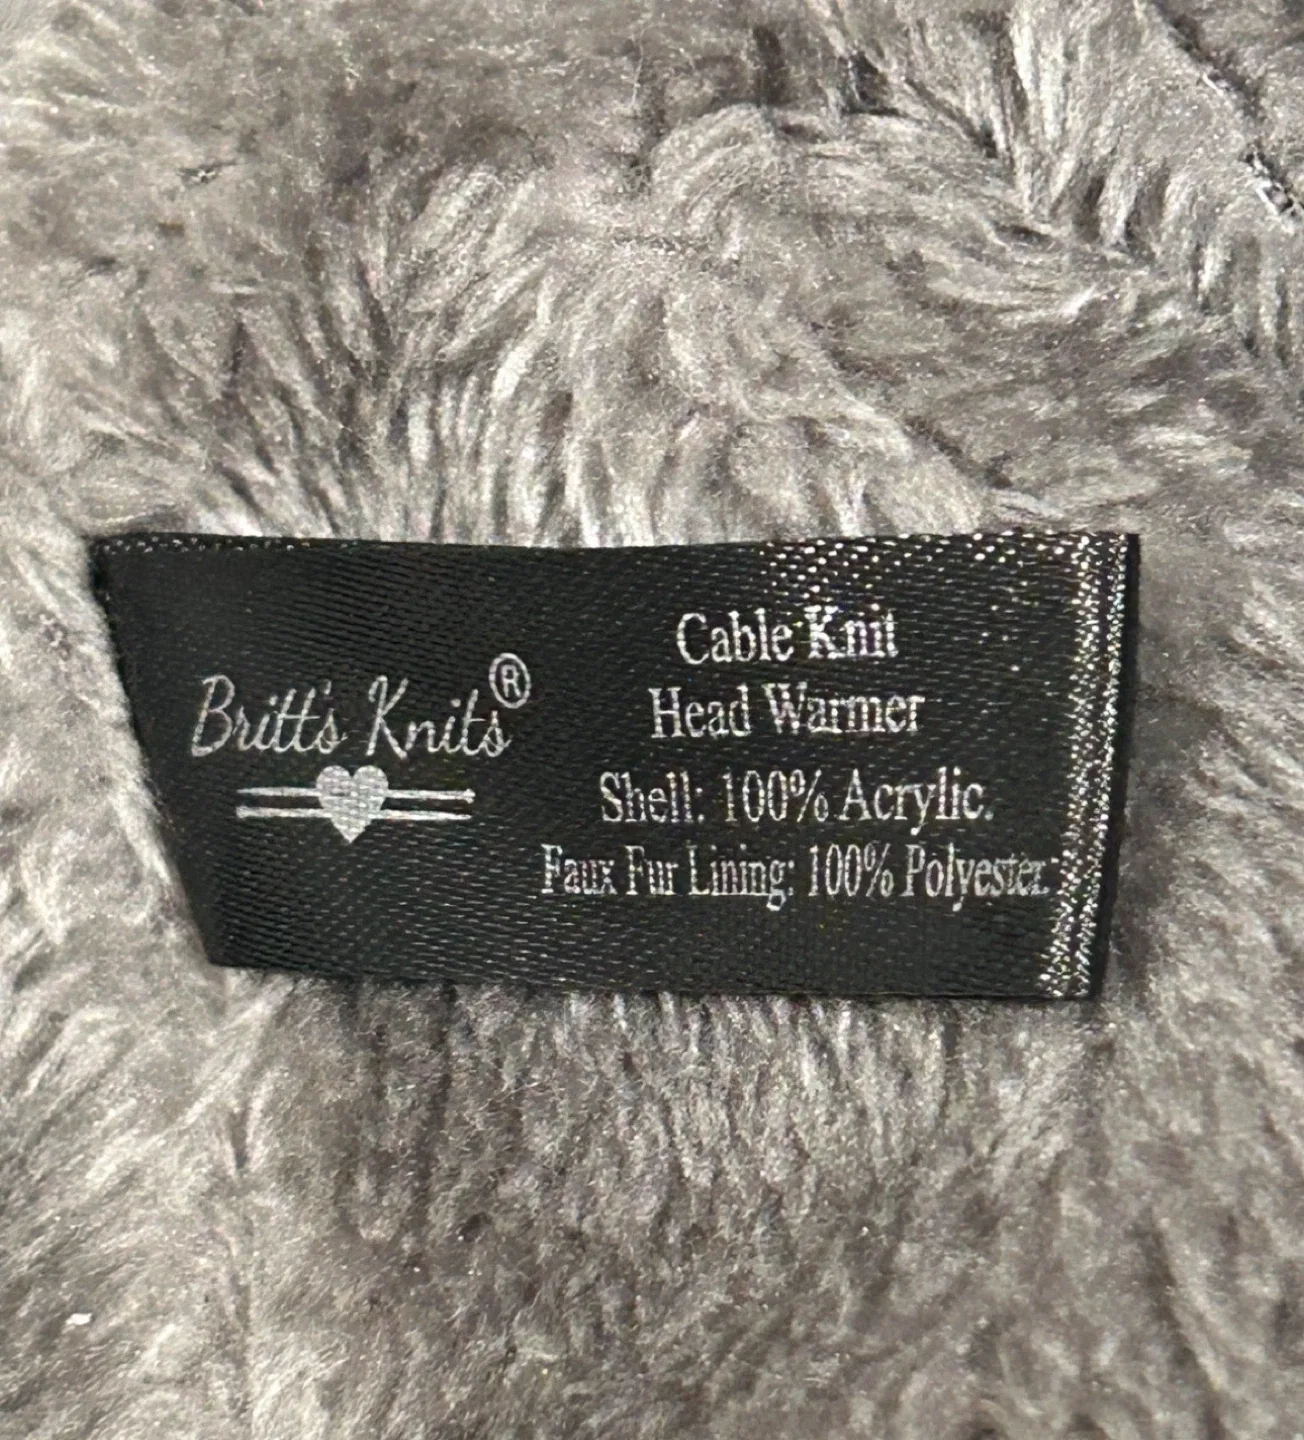 Britt's Knits®
Cable Knit
Head Warmer
Shell: 100% Acrylic.
Faux Fur Lining: 100% Polyester.